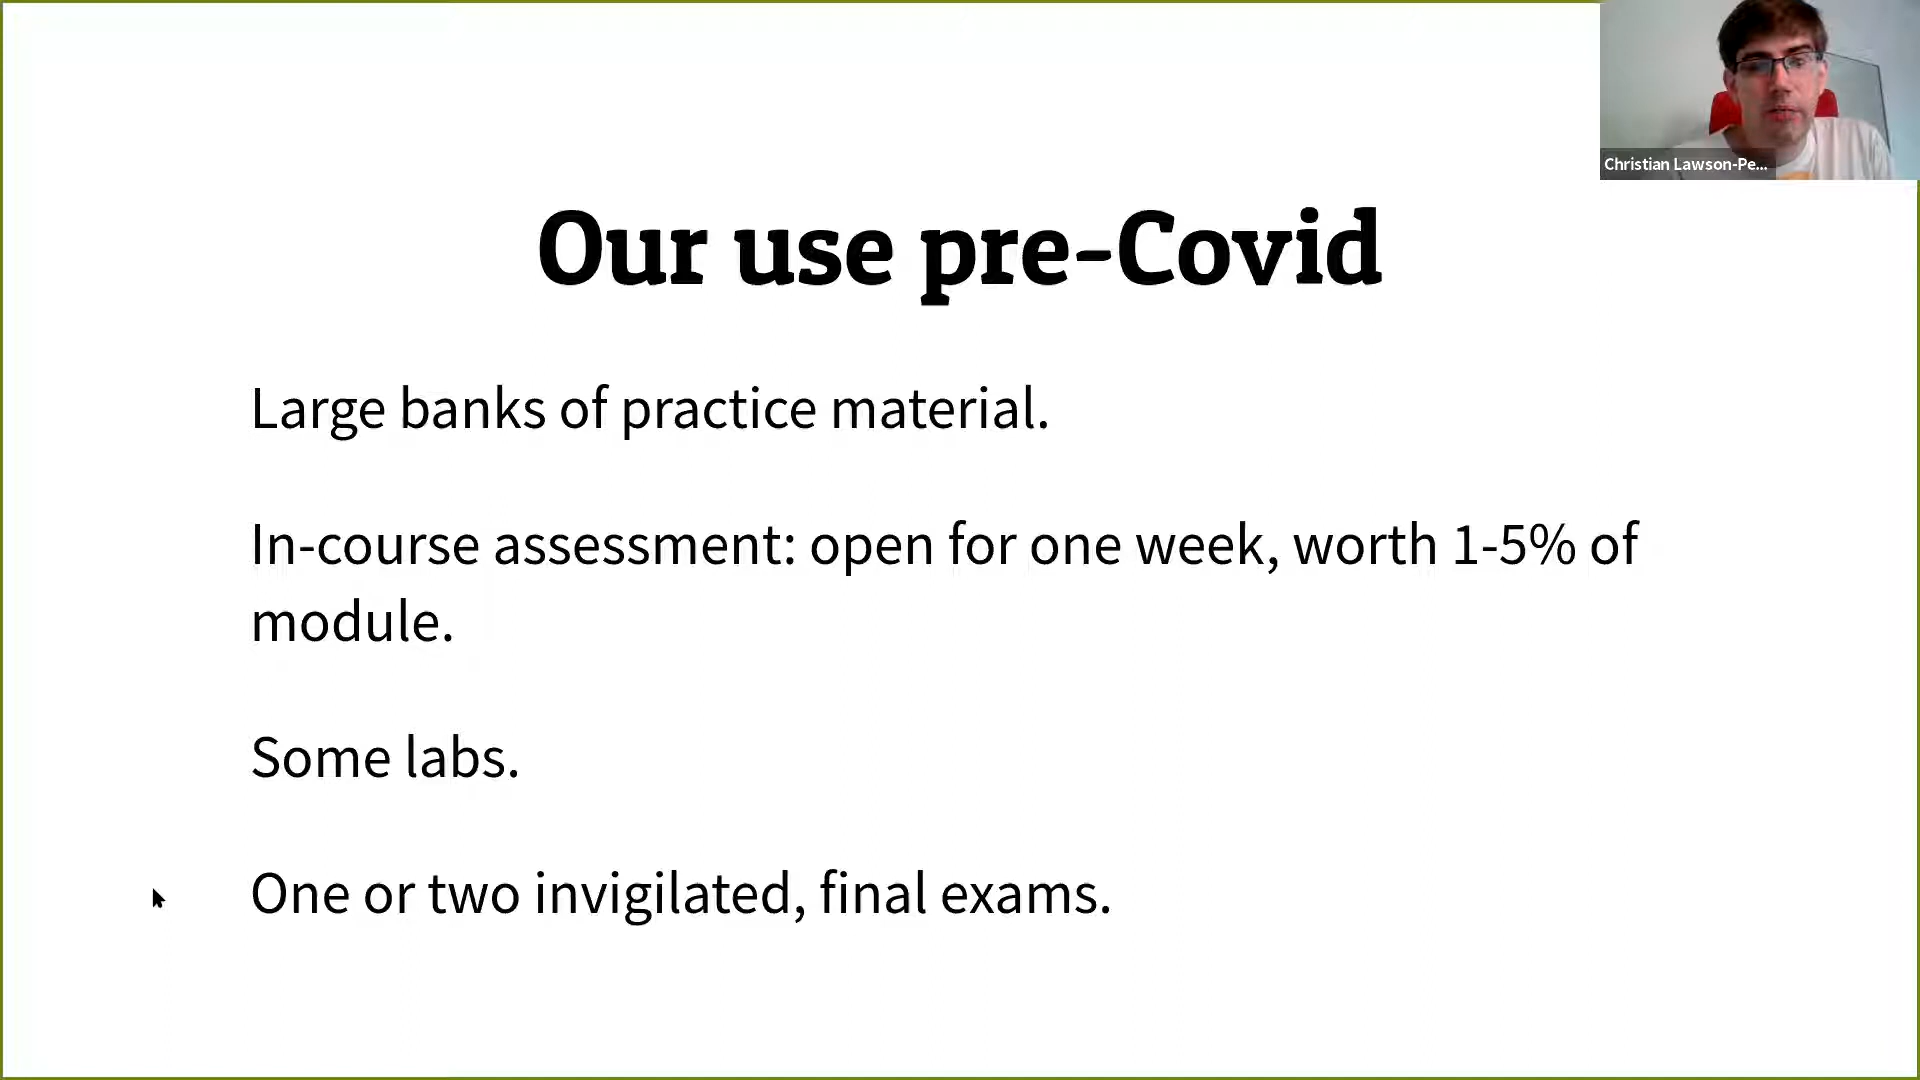 Christian Lawson-Pe...
Our use pre-Covid
Large banks of practice material.
In-course assessment: open for one week, worth 1-5% of
module.
Some labs.
One or two invigilated, final exams.